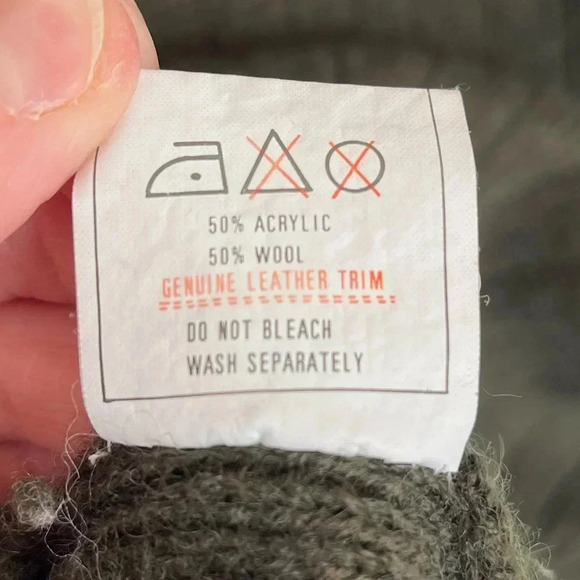 50% ACRYLIC
50% WOOL
GENUINE LEATHER TRIM
DO NOT BLEACH
WASH SEPARATELY